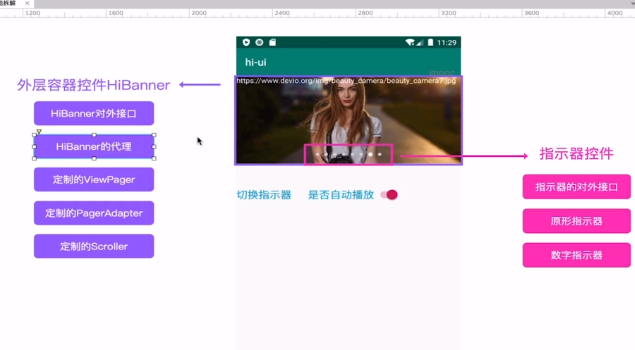 1200
1600
2000
2400
2800
3200
3600
4000
11:29
hi-ui
https://www.devio.org/img/beauty_camera/beauty_camera7.jpg
外层容器控件HiBanner
HiBanner对外接口
HiBanner的代理
定制的ViewPager
定制的PagerAdapter
定制的Scroller
切换指示器
是否自动播放
指示器控件
指示器的对外接口
原形指示器
数字指示器